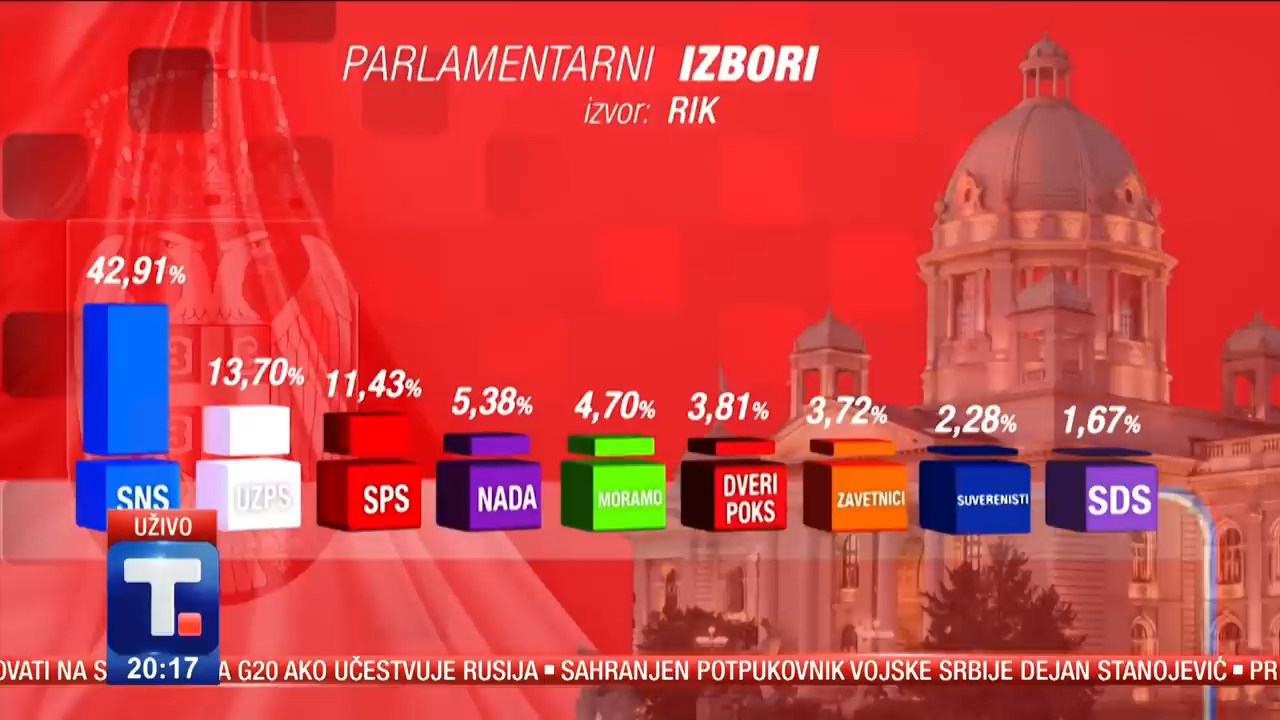 PARLAMENTARNI IZBORI
izvor: RIK
42,91%
13,70%
11,43%
5,38%
4,70%
3,81%
3,72%
2,28%
1,67%
SNS
UZPS
SPS
NADA
MORAMO
DVERI
POKS
ZAVETNICI
SUVERENISTI
SDS
UŽIVO
T.
20:17
OVATI NA S A G20 AKO UČESTVUJE RUSIJA ▪ SAHRANJEN POTPUKOVNIK VOJSKE SRBIJE DEJAN STANOJEVIĆ ▪ PR